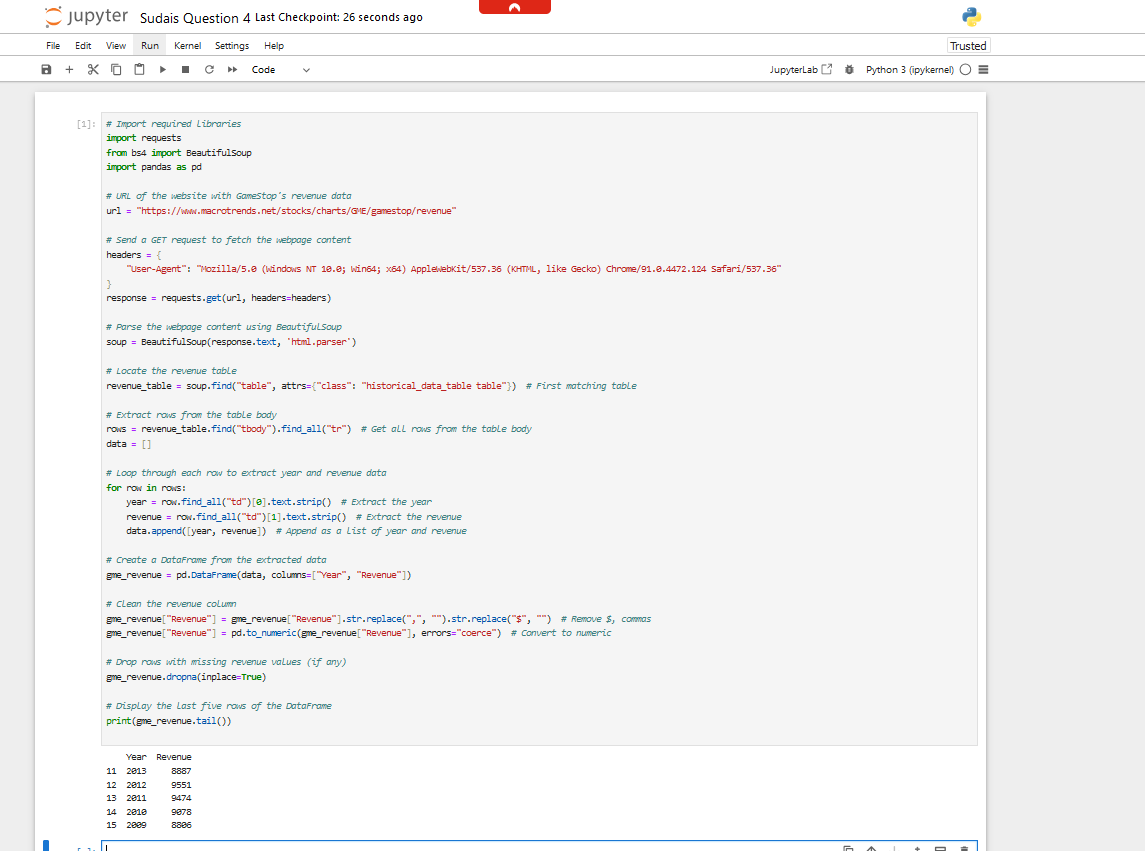 jupyter Sudais Question 4 Last Checkpoint: 26 seconds ago
File Edit View Run Kernel Settings Help
Trusted
Code
JupyterLab
Python 3 (ipykernel)
[1]:
# Import required libraries
import requests
from bs4 import BeautifulSoup
import pandas as pd
# URL of the website with GameStop's revenue data
url = "https://www.macrotrends.net/stocks/charts/GME/gamestop/revenue"
# Send a GET request to fetch the webpage content
headers = {
    "User-Agent": "Mozilla/5.0 (Windows NT 10.0; Win64; x64) AppleWebKit/537.36 (KHTML, like Gecko) Chrome/91.0.4472.124 Safari/537.36"
}
response = requests.get(url, headers=headers)
# Parse the webpage content using BeautifulSoup
soup = BeautifulSoup(response.text, 'html.parser')
# Locate the revenue table
revenue_table = soup.find("table", attrs={"class": "historical_data_table table"})  # First matching table
# Extract rows from the table body
rows = revenue_table.find("tbody").find_all("tr")  # Get all rows from the table body
data = []
# Loop through each row to extract year and revenue data
for row in rows:
    year = row.find_all("td")[0].text.strip()  # Extract the year
    revenue = row.find_all("td")[1].text.strip()  # Extract the revenue
    data.append([year, revenue])  # Append as a list of year and revenue
# Create a DataFrame from the extracted data
gme_revenue = pd.DataFrame(data, columns=["Year", "Revenue"])
# Clean the revenue column
gme_revenue["Revenue"] = gme_revenue["Revenue"].str.replace(",", "").str.replace("$", "")  # Remove $, commas
gme_revenue["Revenue"] = pd.to_numeric(gme_revenue["Revenue"], errors="coerce")  # Convert to numeric
# Drop rows with missing revenue values (if any)
gme_revenue.dropna(inplace=True)
# Display the last five rows of the DataFrame
print(gme_revenue.tail())
Year Revenue
11 2013 8887
12 2012 9551
13 2011 9474
14 2010 9078
15 2009 8806
[ ]: